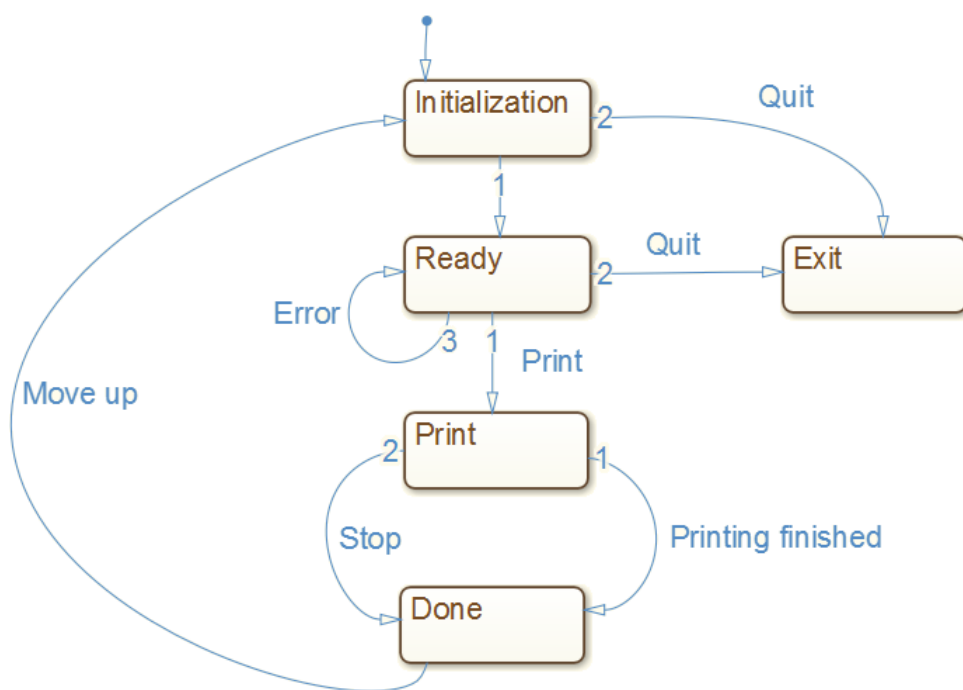 Initialization
2
Quit
1
Ready
2
Quit
Exit
Error
3
1
Print
Move up
Print
2
1
Stop
Printing finished
Done